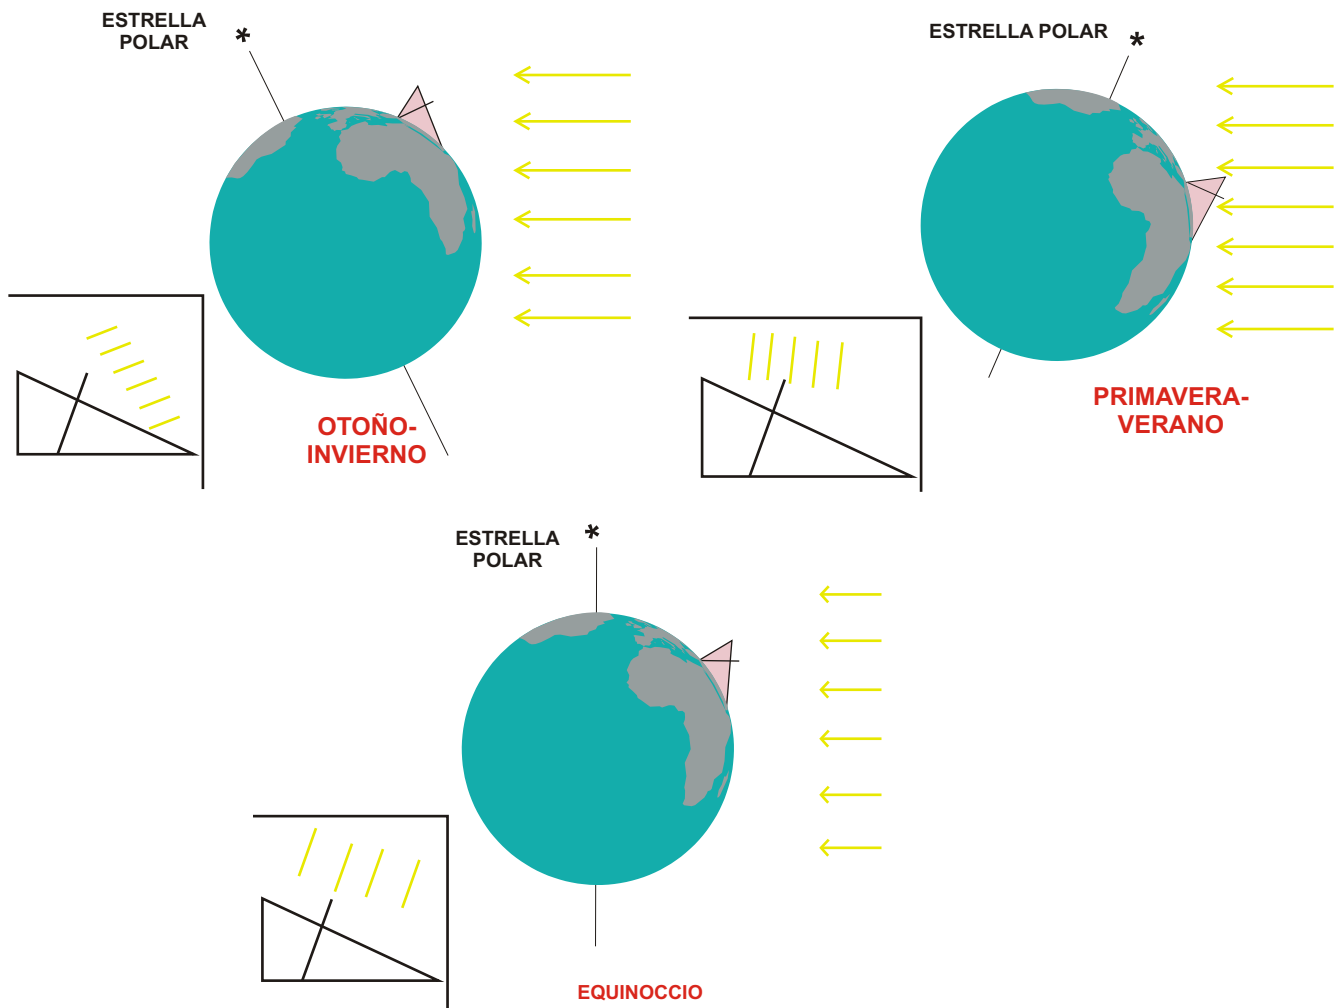 ESTRELLA
POLAR
ESTRELLA POLAR
OTOÑO-
INVIERNO
PRIMAVERA-
VERANO
ESTRELLA
POLAR
EQUINOCCIO